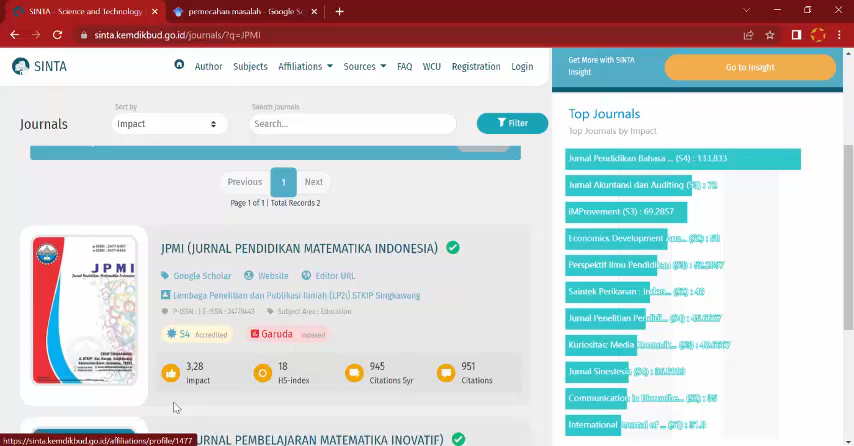 SINTA - Science and Technology
pemecahan masalah - Google Sc
sinta.kemdikbud.go.id/journals/?q=JPMI
SINTA
Author
Subjects
Affiliations
Sources
FAQ
WCU
Registration
Login
Get More with SINTA
Insight
Go to Insight
Journals
Sort by
Impact
Search journals
Search...
Filter
Previous
1
Next
Page 1 of 1 | Total Records 2
JPMI
JPMI (JURNAL PENDIDIKAN MATEMATIKA INDONESIA)
Google Scholar
Website
Editor URL
Lembaga Penelitian dan Publikasi Ilmiah (LP2i) STKIP Singkawang
P-ISSN : | E-ISSN : 24778443
Subject Area : Education
S4 Accredited
Garuda Indexed
3,28
Impact
18
H5-index
945
Citations 5yr
951
Citations
JURNAL PEMBELAJARAN MATEMATIKA INOVATIF)
https://sinta.kemdikbud.go.id/affiliations/profile/1477
Top Journals
Top Journals by Impact
Jurnal Pendidikan Bahasa ... (S4) : 133.833
Jurnal Akuntansi dan Auditing
: 72
iMProvement (S3) : 69.2857
Economics Development
Perspektif Ilmu Pendidikan
Saintek Perikanan : Indon...
Jurnal Penelitian Pendidi...
Kuriositas: Media
Jurnal Sinestesia
Communication in Biomathe...
International Journal of ...